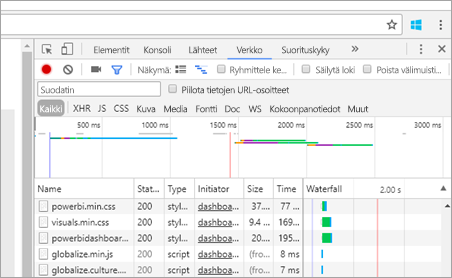 Elementit Konsoli Lähteet Verkko Suorituskyky
Näkymä: Ryhmittele ke... Säilytä loki Poista välimuisti...
Suodatin Piilota tietojen URL-osoitteet
Kaikki XHR JS CSS Kuva Media Fontti Doc WS Kokoonpanotiedot Muut
500 ms 1000 ms 1500 ms 2000 ms 2500 ms 3000 ms
Name Stat... Type Initiator Size Time Waterfall 2.00 s
powerbi.min.css 200 styl... dashboa... 37.... 77 ...
visuals.min.css 200 styl... dashboa... 9.4 ... 169...
powerbidashboar... 200 styl... dashboa... 20.... 195...
globalize.min.js 200 script dashboa... (fro... 8 ms
globalize.culture.... 200 script dashboa... (fro... 7 ms